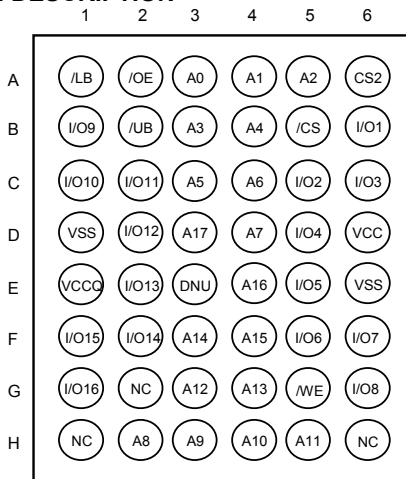 DESCRIPTION
1 2 3 4 5 6
A /LB /OE A0 A1 A2 CS2
B I/O9 /UB A3 A4 /CS I/O1
C I/O10 I/O11 A5 A6 I/O2 I/O3
D VSS I/O12 A17 A7 I/O4 VCC
E VCCQ I/O13 DNU A16 I/O5 VSS
F I/O15 I/O14 A14 A15 I/O6 I/O7
G I/O16 NC A12 A13 /WE I/O8
H NC A8 A9 A10 A11 NC